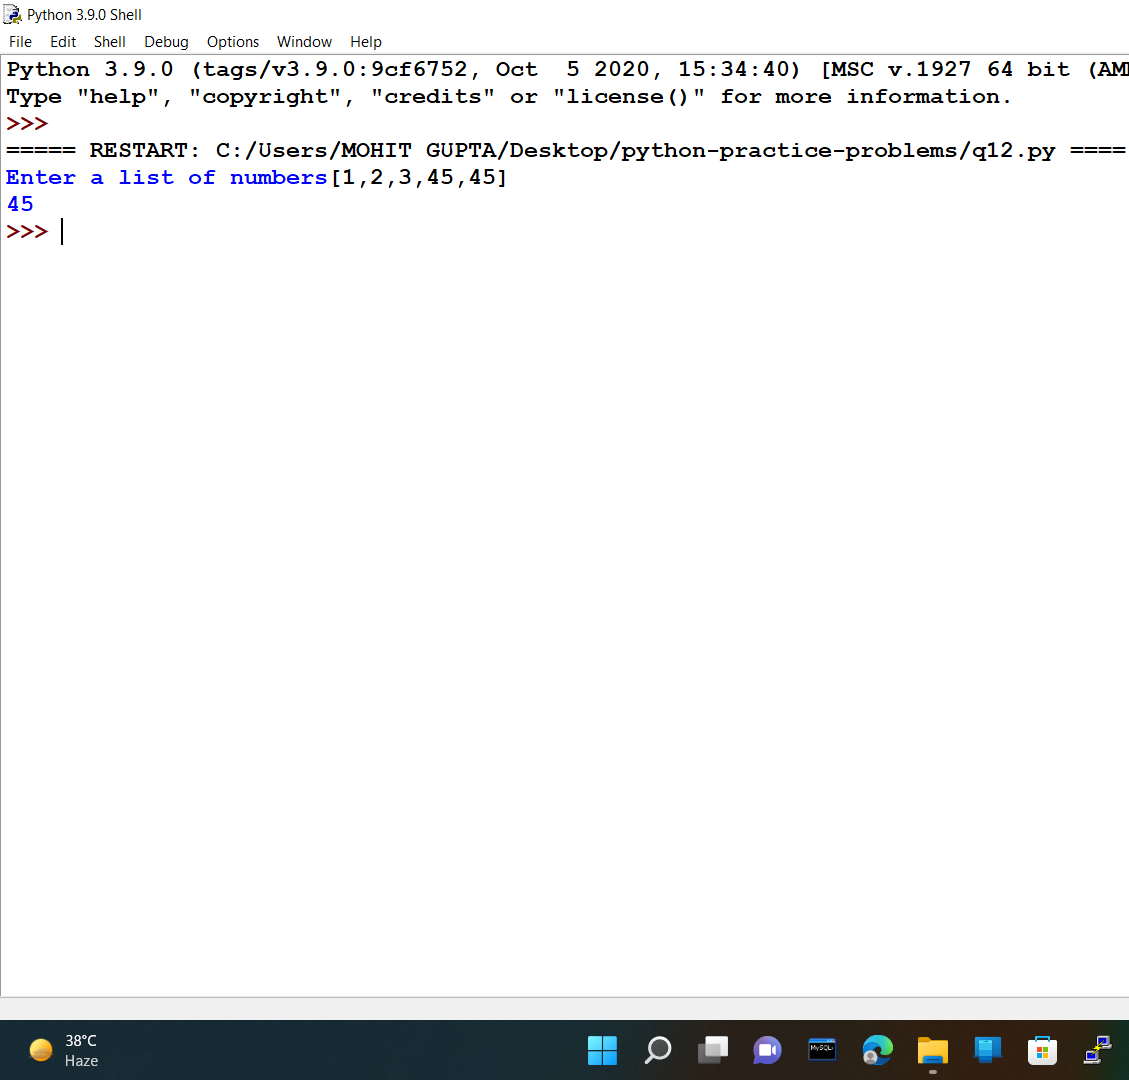 Python 3.9.0 Shell
File Edit Shell Debug Options Window Help
Python 3.9.0 (tags/v3.9.0:9cf6752, Oct  5 2020, 15:34:40) [MSC v.1927 64 bit (AM
Type "help", "copyright", "credits" or "license()" for more information.
>>>
===== RESTART: C:/Users/MOHIT GUPTA/Desktop/python-practice-problems/q12.py ====
Enter a list of numbers[1,2,3,45,45]
45
>>>
38°C
Haze
MySQL